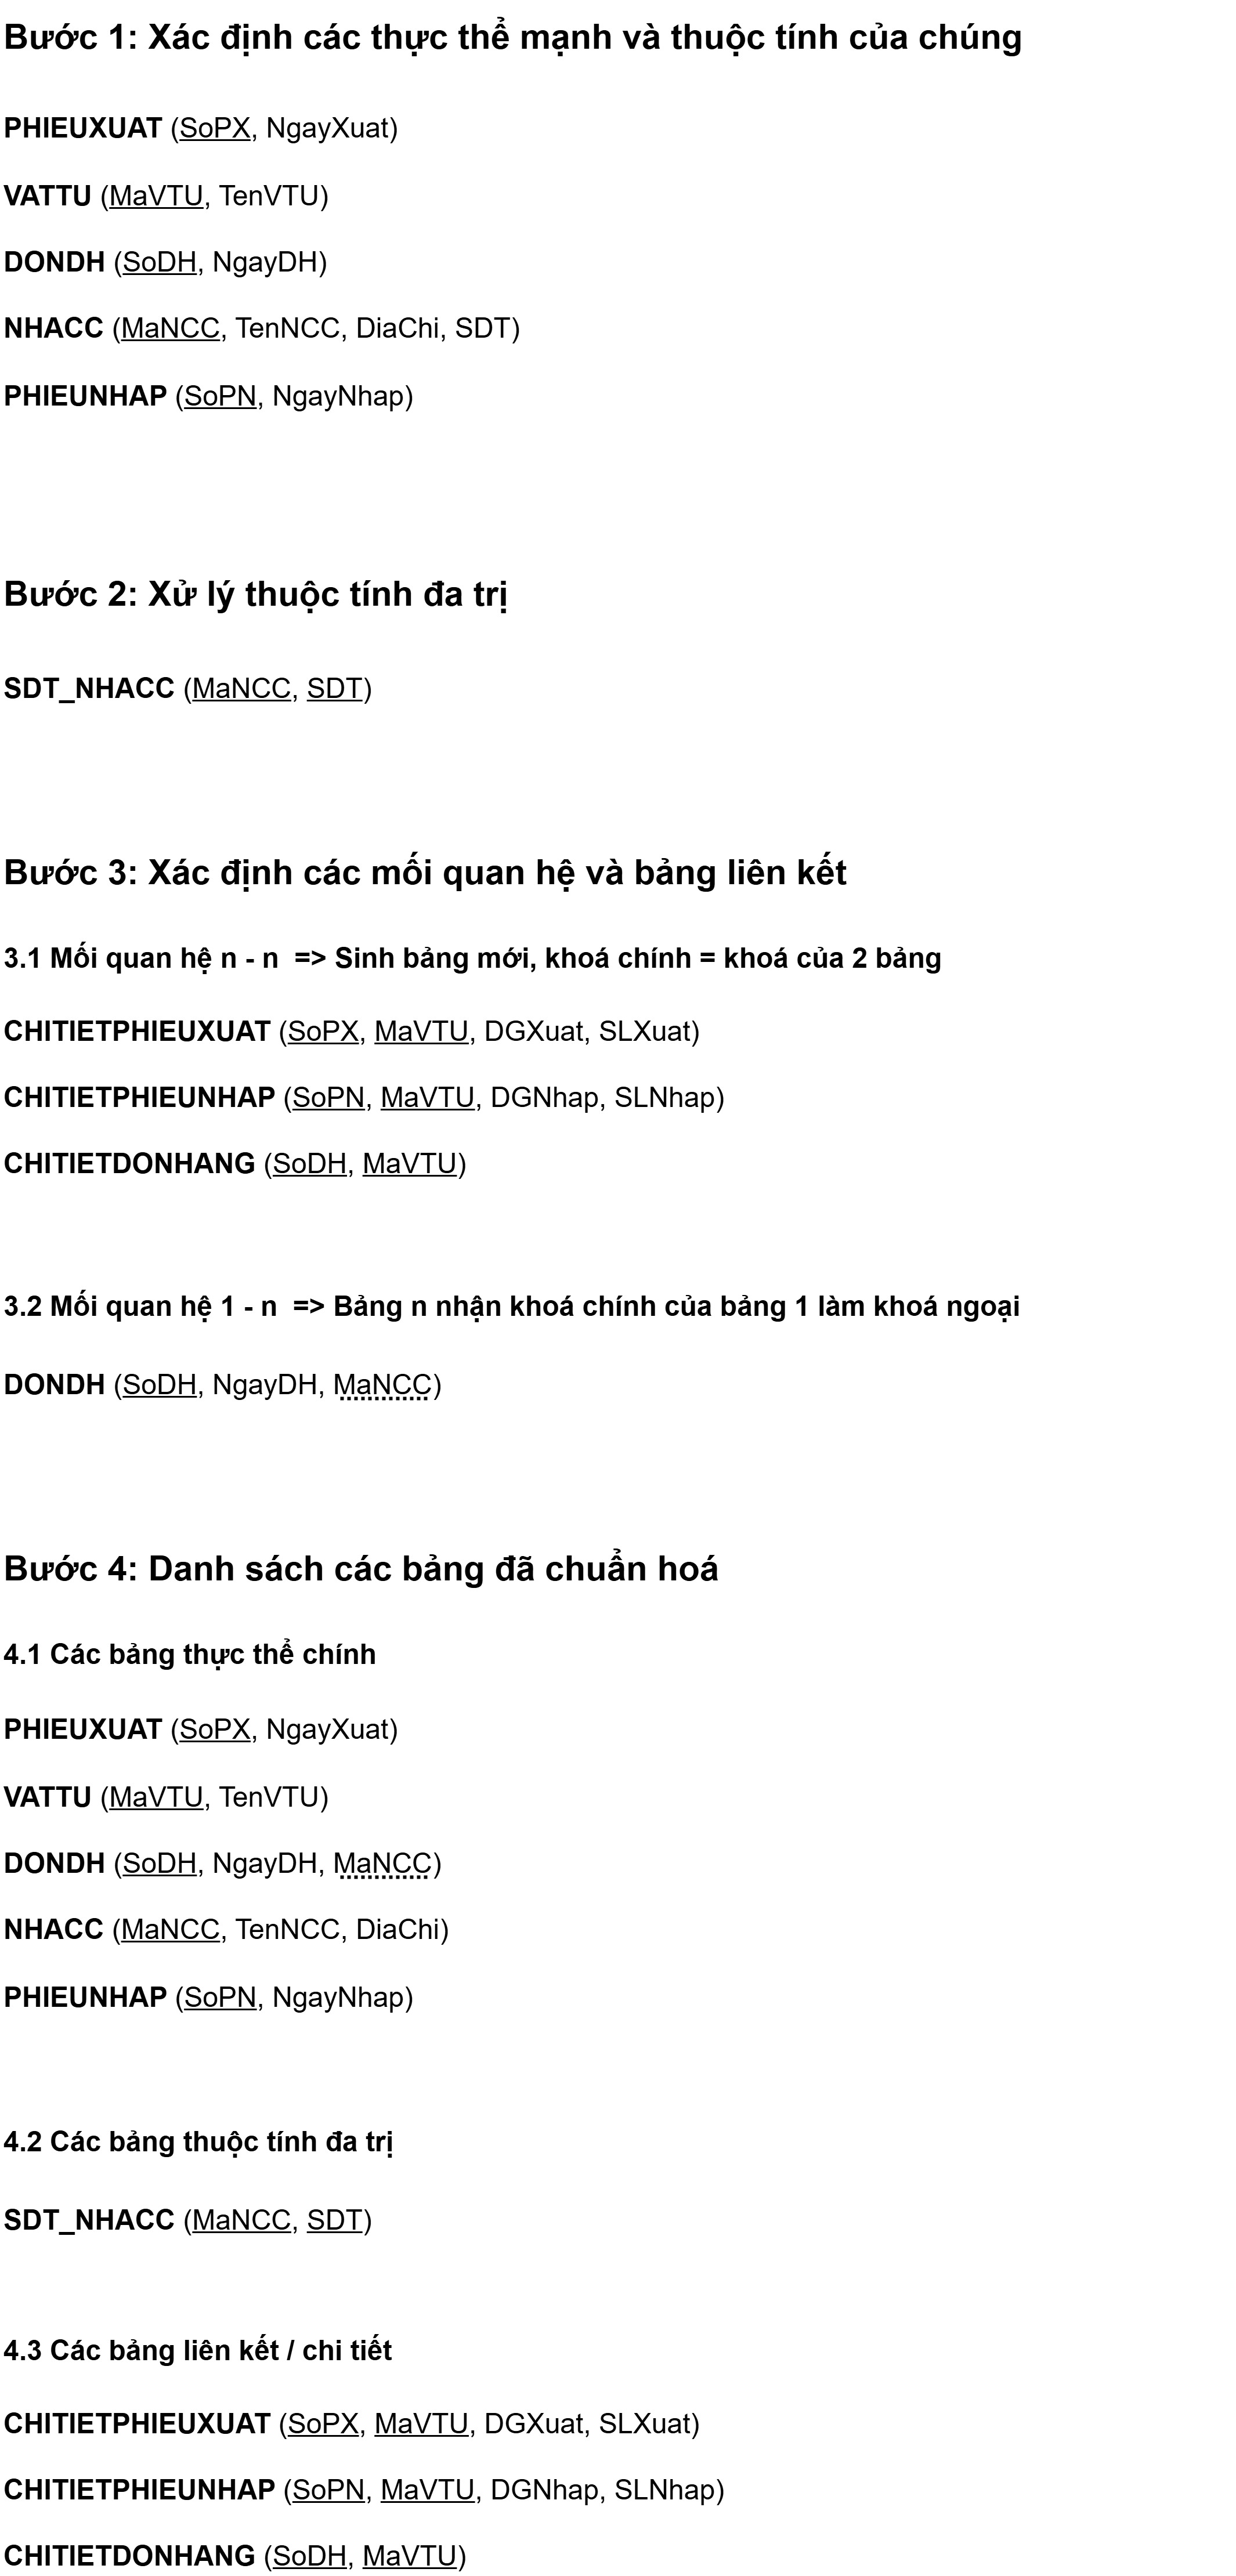 Bước 1: Xác định các thực thể mạnh và thuộc tính của chúng
PHIEUXUAT (SoPX, NgayXuat)
VATTU (MaVTU, TenVTU)
DONDH (SoDH, NgayDH)
NHACC (MaNCC, TenNCC, DiaChi, SDT)
PHIEUNHAP (SoPN, NgayNhap)
Bước 2: Xử lý thuộc tính đa trị
SDT_NHACC (MaNCC, SDT)
Bước 3: Xác định các mối quan hệ và bảng liên kết
3.1 Mối quan hệ n - n  => Sinh bảng mới, khoá chính = khoá của 2 bảng
CHITIETPHIEUXUAT (SoPX, MaVTU, DGXuat, SLXuat)
CHITIETPHIEUNHAP (SoPN, MaVTU, DGNhap, SLNhap)
CHITIETDONHANG (SoDH, MaVTU)
3.2 Mối quan hệ 1 - n  => Bảng n nhận khoá chính của bảng 1 làm khoá ngoại
DONDH (SoDH, NgayDH, MaNCC)
Bước 4: Danh sách các bảng đã chuẩn hoá
4.1 Các bảng thực thể chính
PHIEUXUAT (SoPX, NgayXuat)
VATTU (MaVTU, TenVTU)
DONDH (SoDH, NgayDH, MaNCC)
NHACC (MaNCC, TenNCC, DiaChi)
PHIEUNHAP (SoPN, NgayNhap)
4.2 Các bảng thuộc tính đa trị
SDT_NHACC (MaNCC, SDT)
4.3 Các bảng liên kết / chi tiết
CHITIETPHIEUXUAT (SoPX, MaVTU, DGXuat, SLXuat)
CHITIETPHIEUNHAP (SoPN, MaVTU, DGNhap, SLNhap)
CHITIETDONHANG (SoDH, MaVTU)